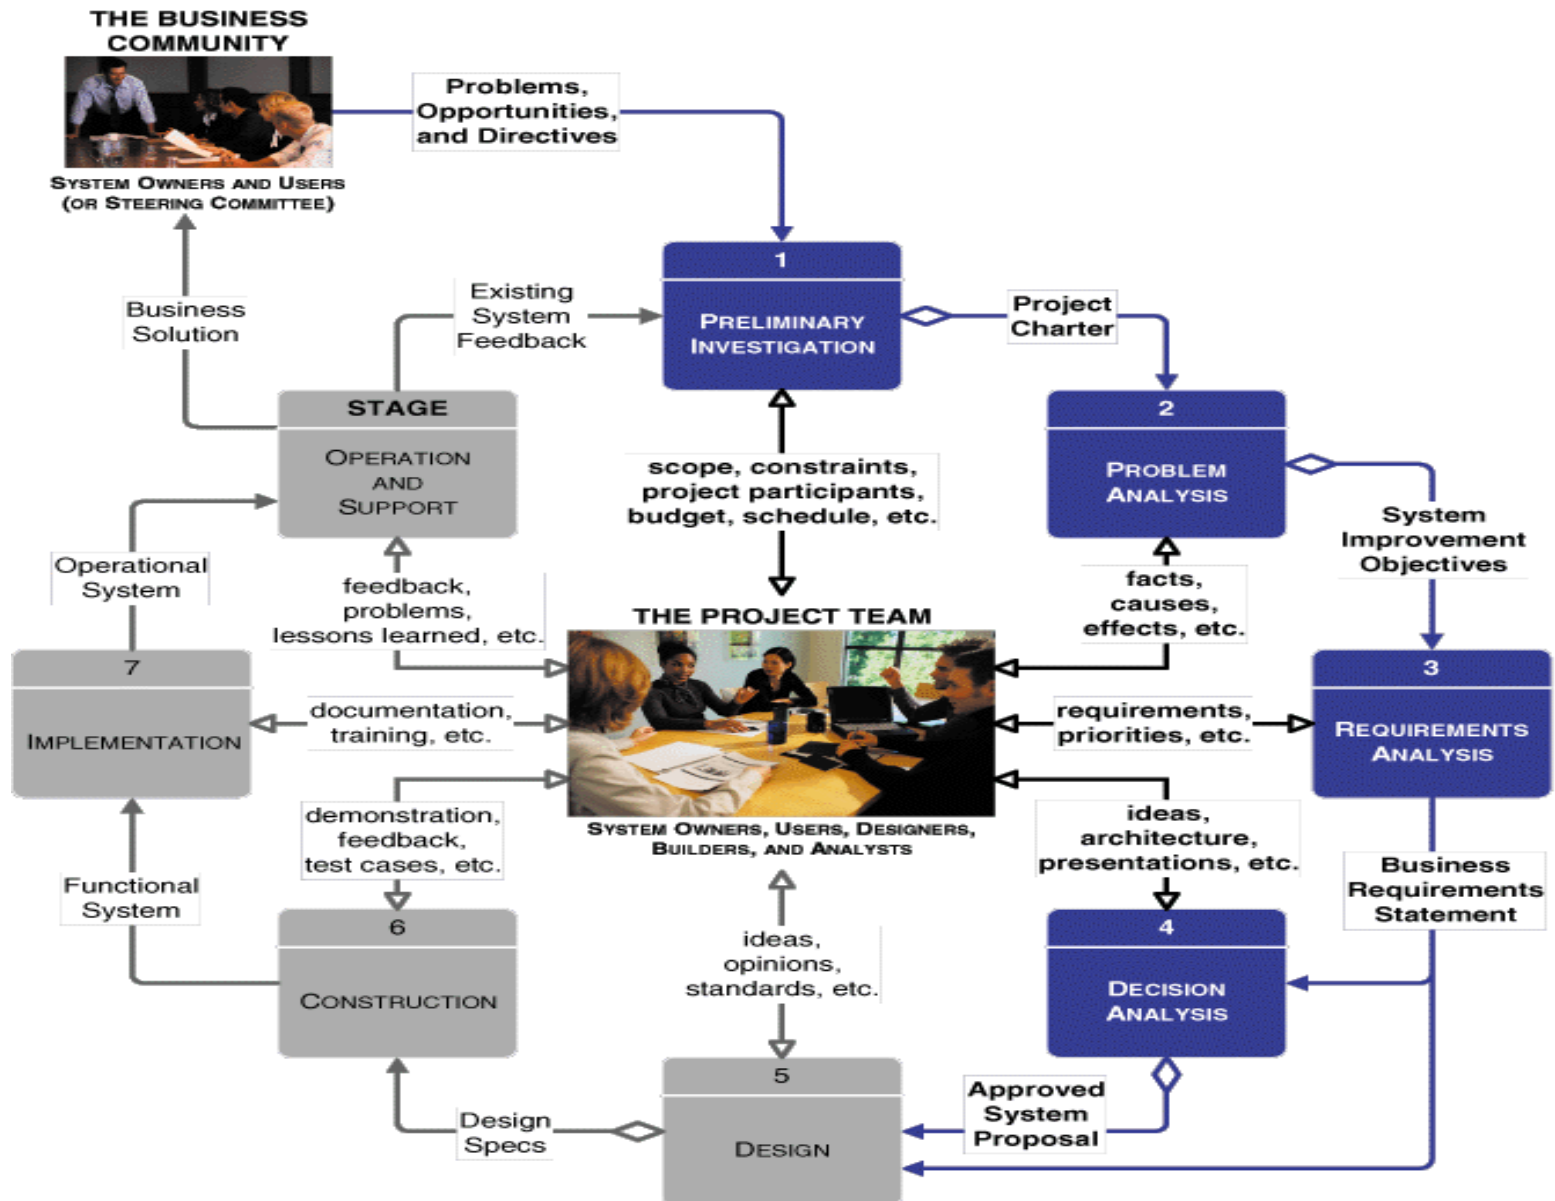 THE BUSINESS
COMMUNITY
Problems,
Opportunities,
and Directives
SYSTEM OWNERS AND USERS
(OR STEERING COMMITTEE)
1
PRELIMINARY
INVESTIGATION
Existing
System
Feedback
Project
Charter
Business
Solution
STAGE
OPERATION
AND
SUPPORT
2
PROBLEM
ANALYSIS
scope, constraints,
project participants,
budget, schedule, etc.
System
Improvement
Objectives
Operational
System
feedback,
problems,
lessons learned, etc.
THE PROJECT TEAM
facts,
causes,
effects, etc.
7
IMPLEMENTATION
documentation,
training, etc.
requirements,
priorities, etc.
3
REQUIREMENTS
ANALYSIS
demonstration,
feedback,
test cases, etc.
SYSTEM OWNERS, USERS, DESIGNERS,
BUILDERS, AND ANALYSTS
ideas,
architecture,
presentations, etc.
Functional
System
Business
Requirements
Statement
6
CONSTRUCTION
ideas,
opinions,
standards, etc.
4
DECISION
ANALYSIS
Design
Specs
5
DESIGN
Approved
System
Proposal